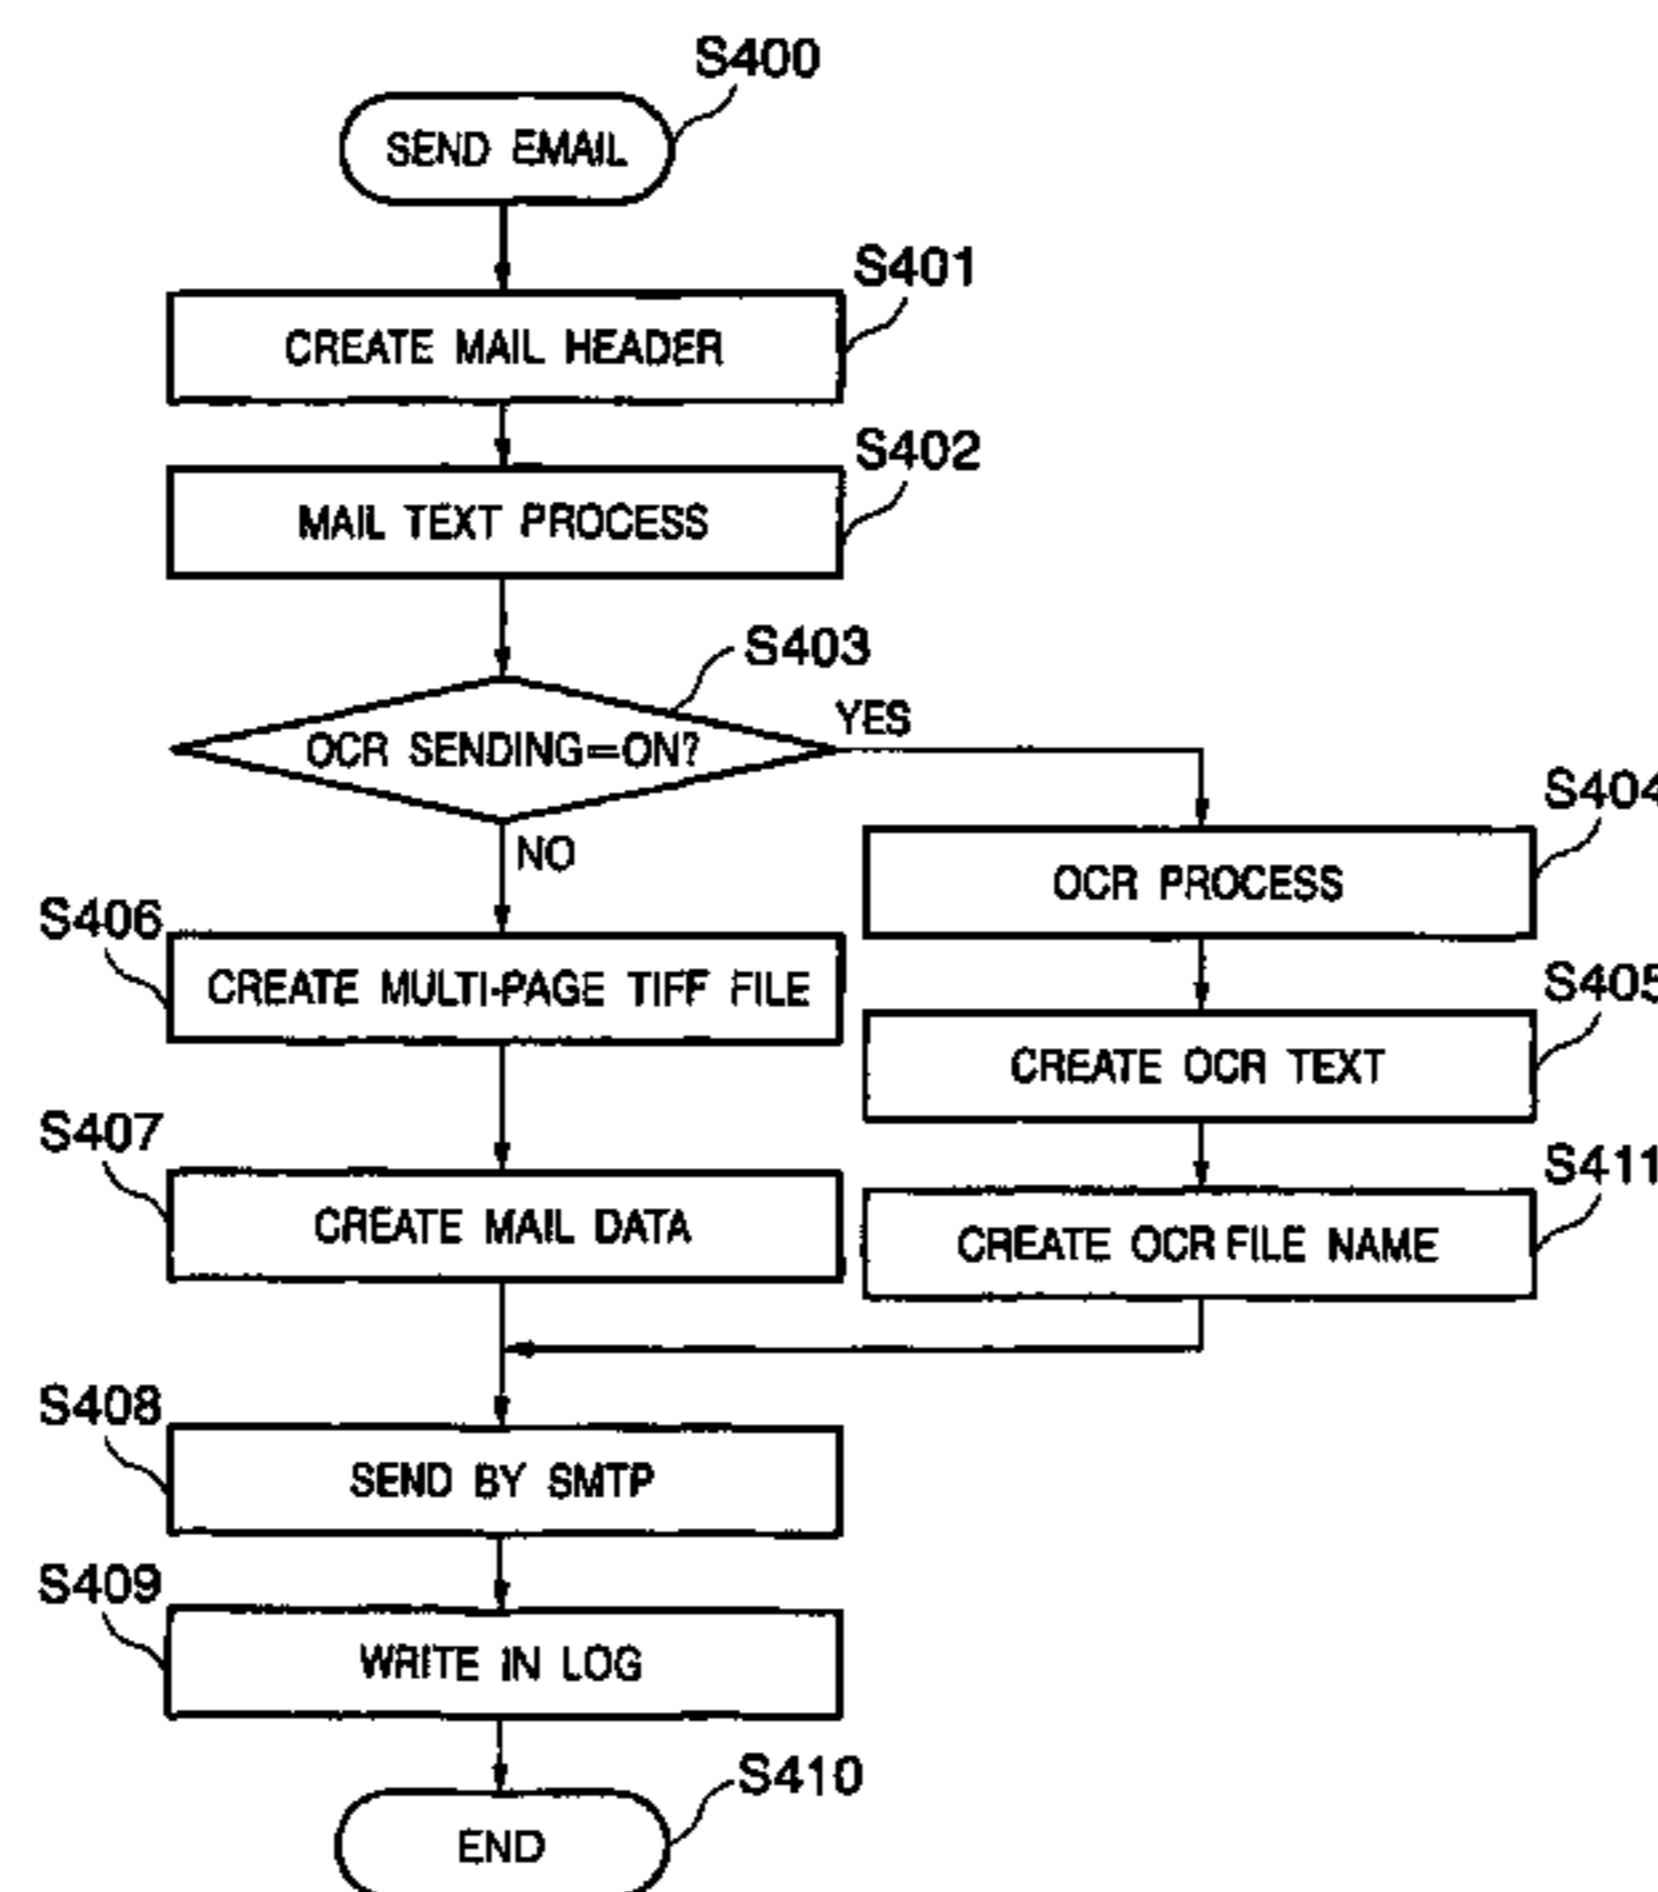 S400
SEND EMAIL
S401
CREATE MAIL HEADER
S402
MAIL TEXT PROCESS
S403
OCR SENDING=ON?
YES
NO
S404
OCR PROCESS
S405
CREATE OCR TEXT
S411
CREATE OCR FILE NAME
S406
CREATE MULTI-PAGE TIFF FILE
S407
CREATE MAIL DATA
S408
SEND BY SMTP
S409
WRITE IN LOG
S410
END